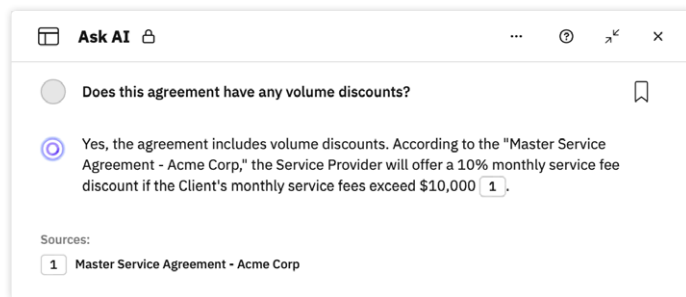 Ask AI
Does this agreement have any volume discounts?
Yes, the agreement includes volume discounts. According to the "Master Service
Agreement - Acme Corp," the Service Provider will offer a 10% monthly service fee
discount if the Client's monthly service fees exceed $10,000 1.
Sources:
1 Master Service Agreement - Acme Corp